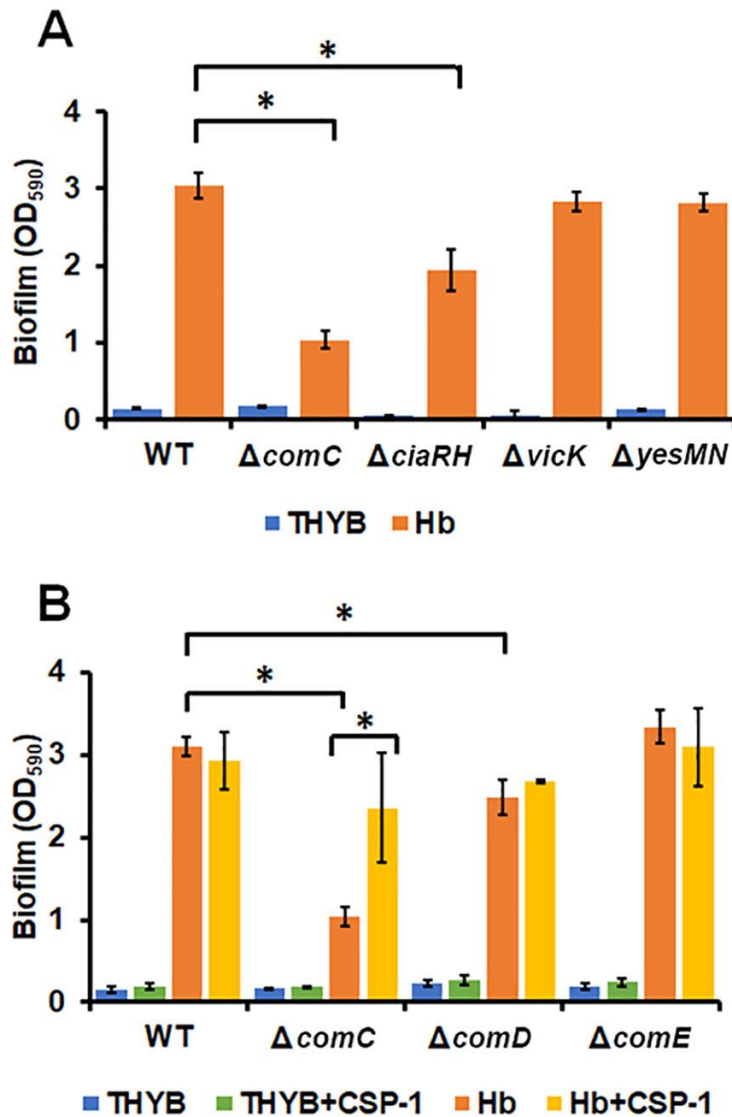 A
*
*
Biofilm (OD590)
4
3
2
1
0
WT ΔcomC ΔciaRH ΔvicK ΔyesMN
THYB Hb
B
*
*
*
Biofilm (OD590)
4
3
2
1
0
WT ΔcomC ΔcomD ΔcomE
THYB THYB+CSP-1 Hb Hb+CSP-1